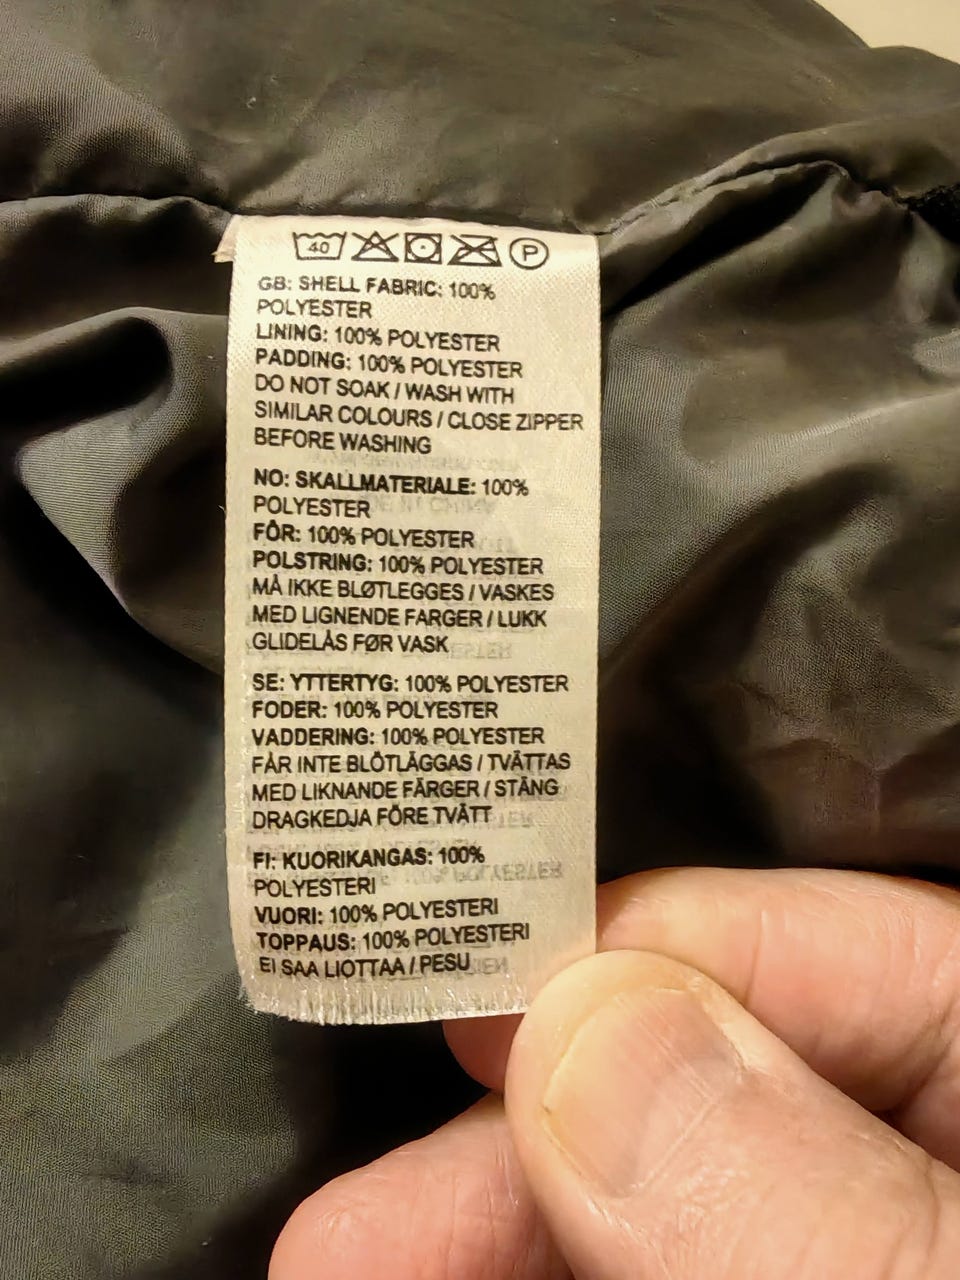 40 P
GB: SHELL FABRIC: 100%
POLYESTER
LINING: 100% POLYESTER
PADDING: 100% POLYESTER
DO NOT SOAK / WASH WITH
SIMILAR COLOURS / CLOSE ZIPPER
BEFORE WASHING
NO: SKALLMATERIALE: 100%
POLYESTER
FÔR: 100% POLYESTER
POLSTRING: 100% POLYESTER
MÅ IKKE BLØTLEGGES / VASKES
MED LIGNENDE FARGER / LUKK
GLIDELÅS FØR VASK
SE: YTTERTYG: 100% POLYESTER
FODER: 100% POLYESTER
VADDERING: 100% POLYESTER
FÅR INTE BLÖTLÄGGAS / TVÄTTAS
MED LIKNANDE FÄRGER / STÄNG
DRAGKEDJA FÖRE TVÄTT
FI: KUORIKANGAS: 100%
POLYESTERI
VUORI: 100% POLYESTERI
TOPPAUS: 100% POLYESTERI
EI SAA LIOTTAA / PESU